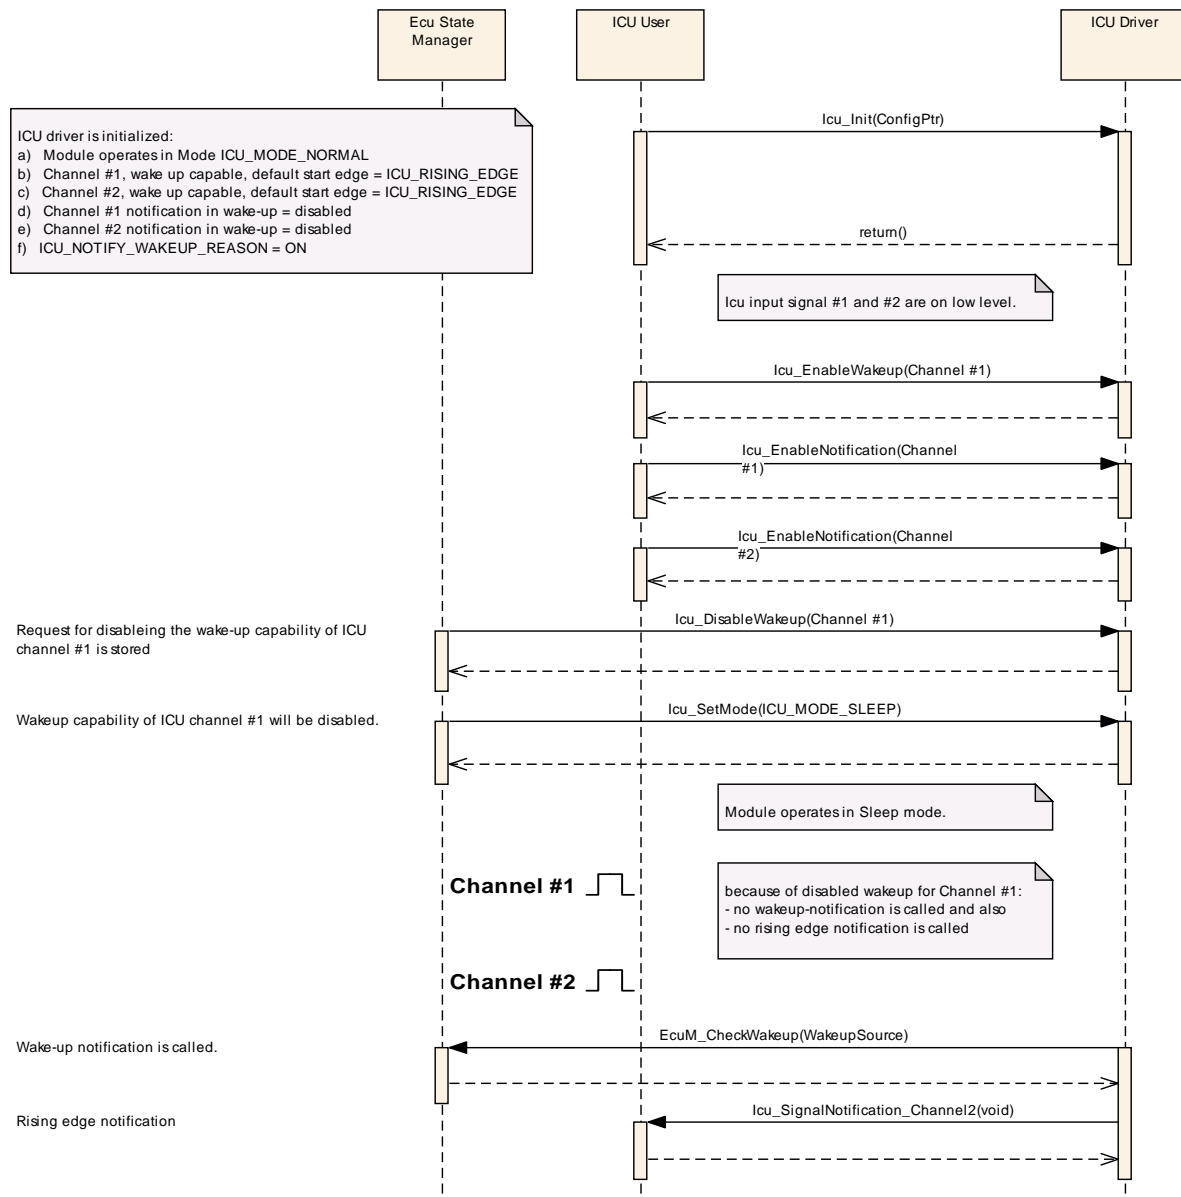 Ecu State
Manager
ICU User
ICU Driver
ICU driver is initialized:
a) Module operates in Mode ICU_MODE_NORMAL
b) Channel #1, wake up capable, default start edge = ICU_RISING_EDGE
c) Channel #2, wake up capable, default start edge = ICU_RISING_EDGE
d) Channel #1 notification in wake-up = disabled
e) Channel #2 notification in wake-up = disabled
f) ICU_NOTIFY_WAKEUP_REASON = ON
Icu_Init(ConfigPtr)
return()
Icu input signal #1 and #2 are on low level.
Icu_EnableWakeup(Channel #1)
Icu_EnableNotification(Channel
#1)
Icu_EnableNotification(Channel
#2)
Request for disableing the wake-up capability of ICU
channel #1 is stored
Icu_DisableWakeup(Channel #1)
Wakeup capability of ICU channel #1 will be disabled.
Icu_SetMode(ICU_MODE_SLEEP)
Module operates in Sleep mode.
Channel #1
because of disabled wakeup for Channel #1:
- no wakeup-notification is called and also
- no rising edge notification is called
Channel #2
Wake-up notification is called.
EcuM_CheckWakeup(WakeupSource)
Rising edge notification
Icu_SignalNotification_Channel2(void)